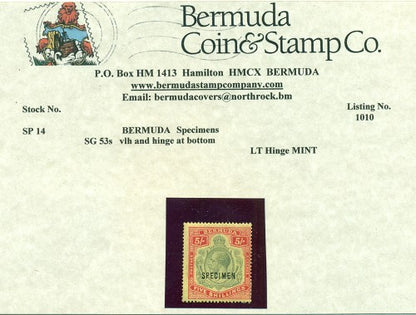 Bermuda
Coin&Stamp Co.
P.O. Box HM 1413 Hamilton HMCX BERMUDA
www.bermudastampcompany.com
Email: bermudacovers@northrock.bm
Stock No.
Listing No.
1010
SP 14
BERMUDA Specimens
SG 53s vlh and hinge at bottom
LT Hinge MINT
BERMUDA
5/- 5/-
SPECIMEN
FIVE SHILLINGS